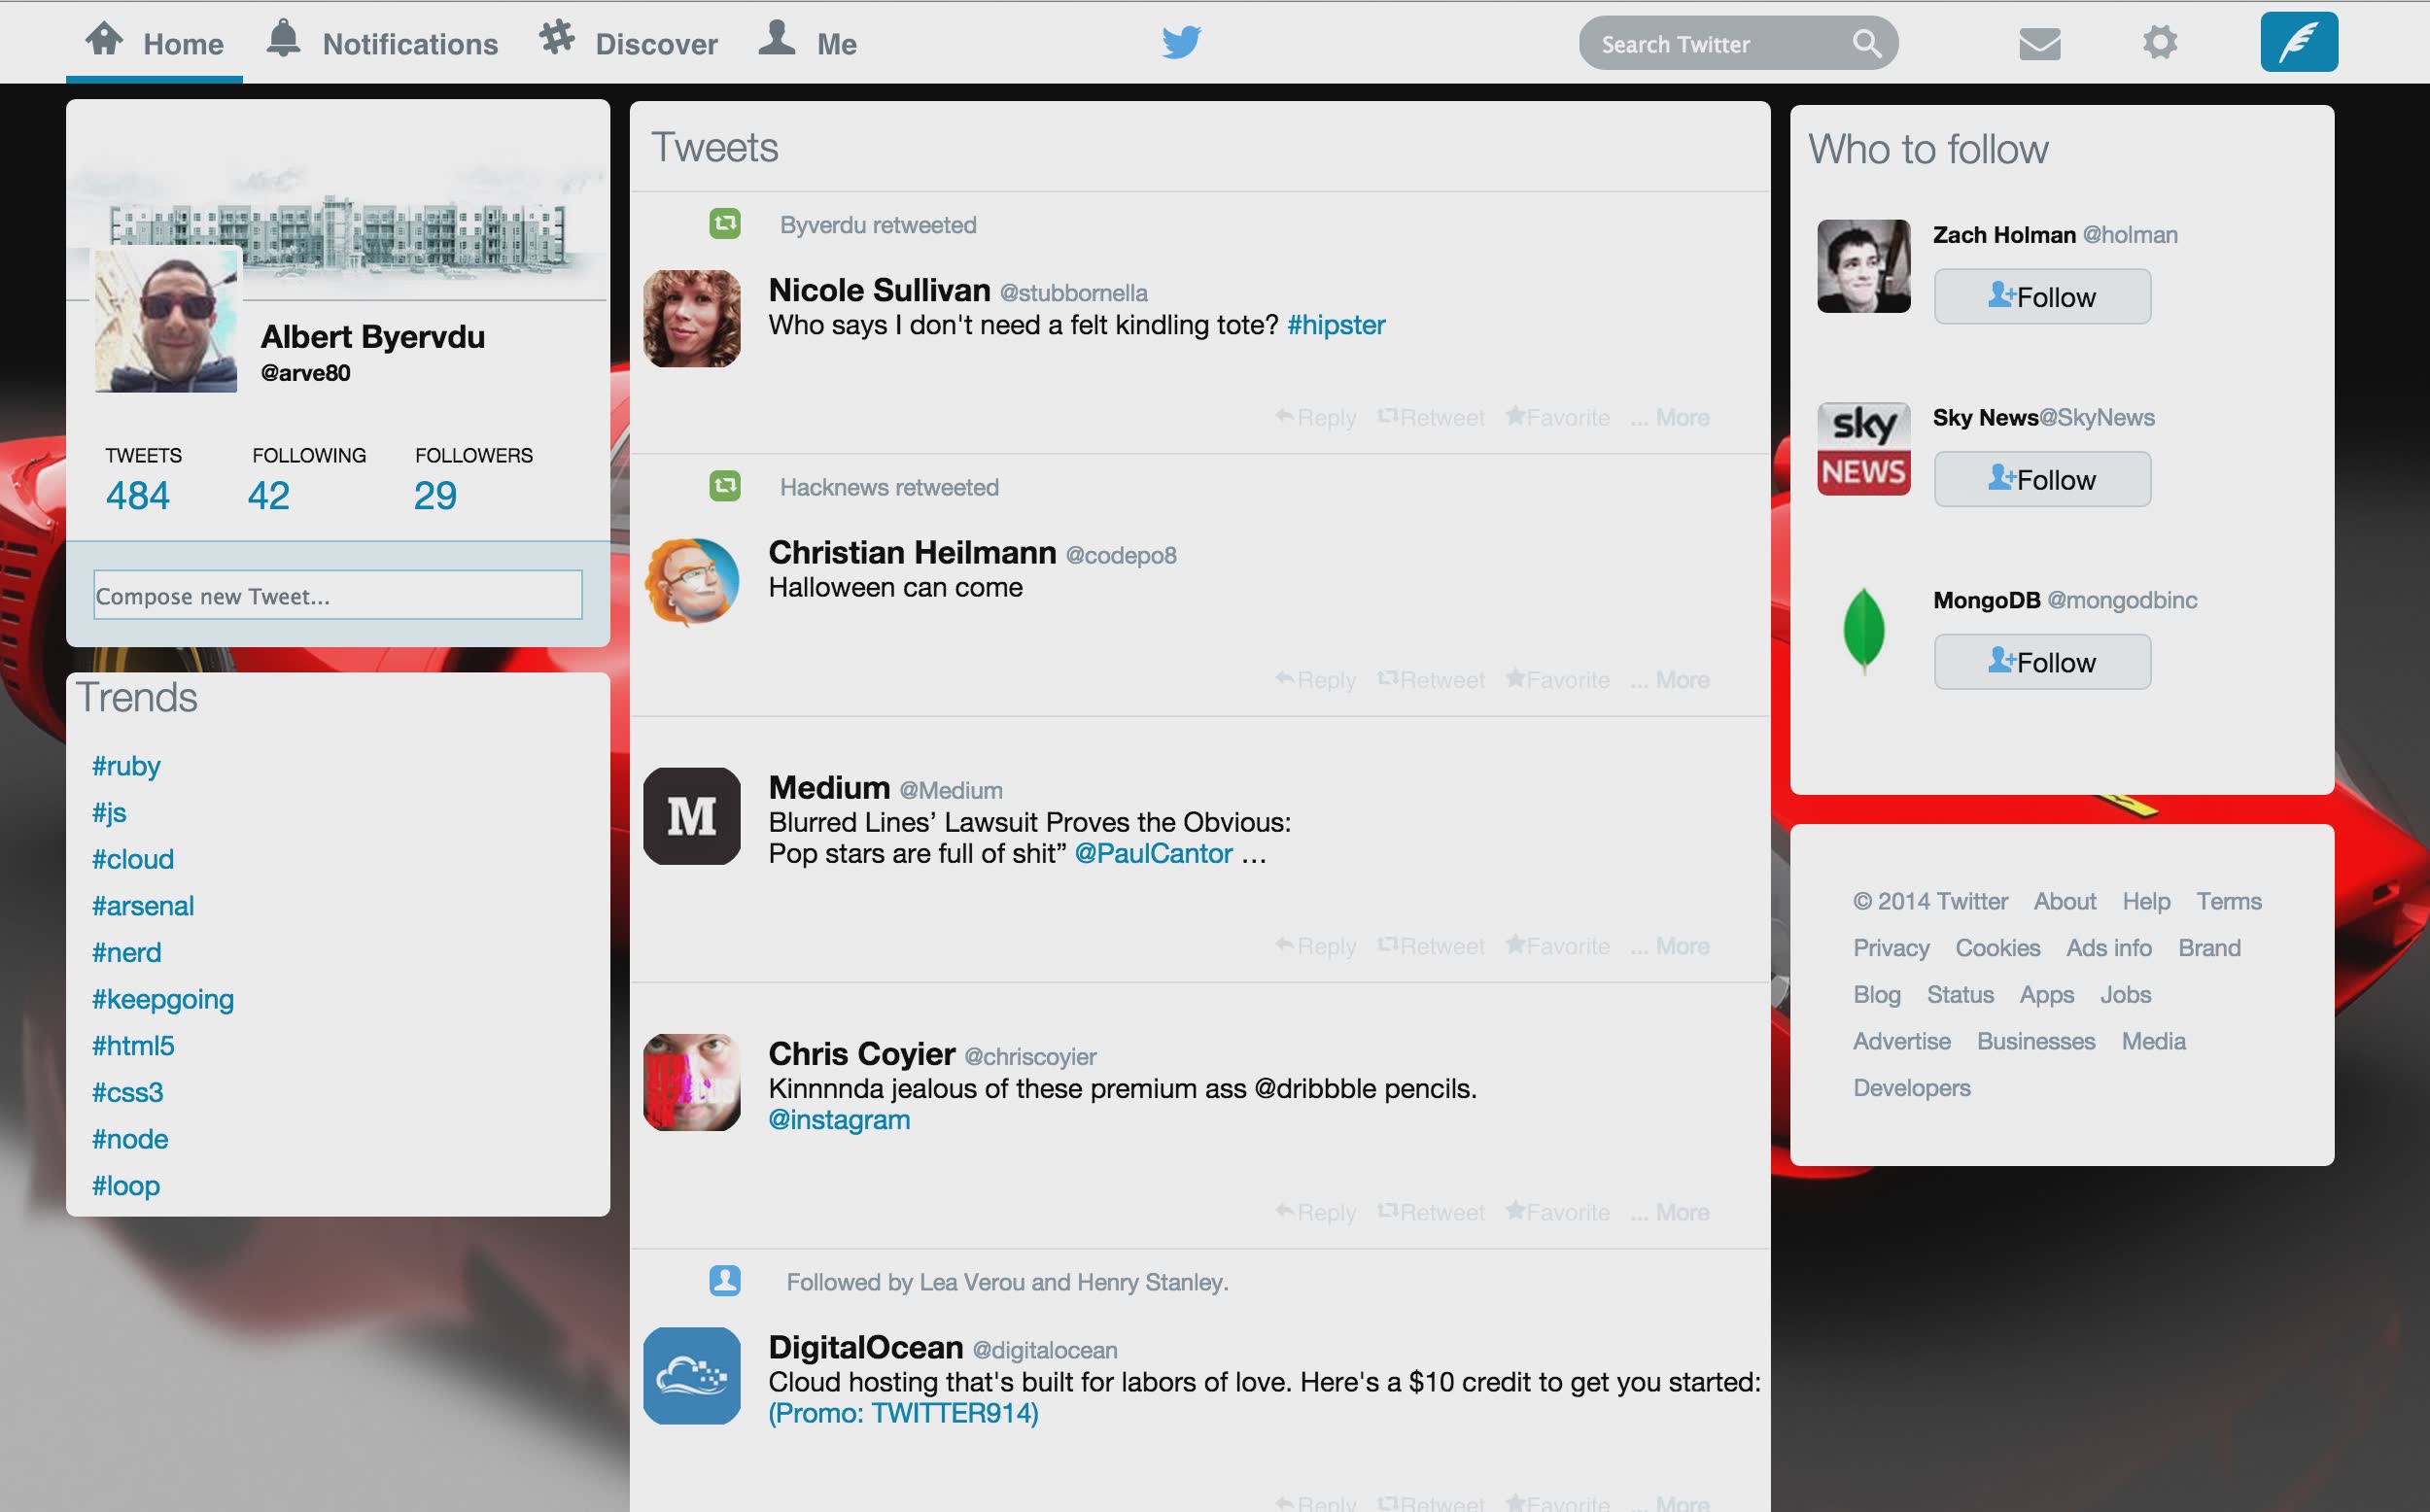 Home Notifications Discover Me Search Twitter
Albert Byervdu
@arve80
TWEETS FOLLOWING FOLLOWERS
484 42 29
Compose new Tweet...
Trends
#ruby
#js
#cloud
#arsenal
#nerd
#keepgoing
#html5
#css3
#node
#loop
Tweets
Byverdu retweeted
Nicole Sullivan @stubbornella
Who says I don't need a felt kindling tote? #hipster
Reply Retweet Favorite ... More
Hacknews retweeted
Christian Heilmann @codepo8
Halloween can come
Reply Retweet Favorite ... More
M
Medium @Medium
Blurred Lines’ Lawsuit Proves the Obvious:
Pop stars are full of shit” @PaulCantor …
Reply Retweet Favorite ... More
Chris Coyier @chriscoyier
Kinnnnda jealous of these premium ass @dribbble pencils.
@instagram
Reply Retweet Favorite ... More
Followed by Lea Verou and Henry Stanley.
DigitalOcean @digitalocean
Cloud hosting that's built for labors of love. Here's a $10 credit to get you started:
(Promo: TWITTER914)
Reply Retweet Favorite ... More
Who to follow
Zach Holman @holman
Follow
sky
NEWS
Sky News@SkyNews
Follow
MongoDB @mongodbinc
Follow
© 2014 Twitter About Help Terms
Privacy Cookies Ads info Brand
Blog Status Apps Jobs
Advertise Businesses Media
Developers